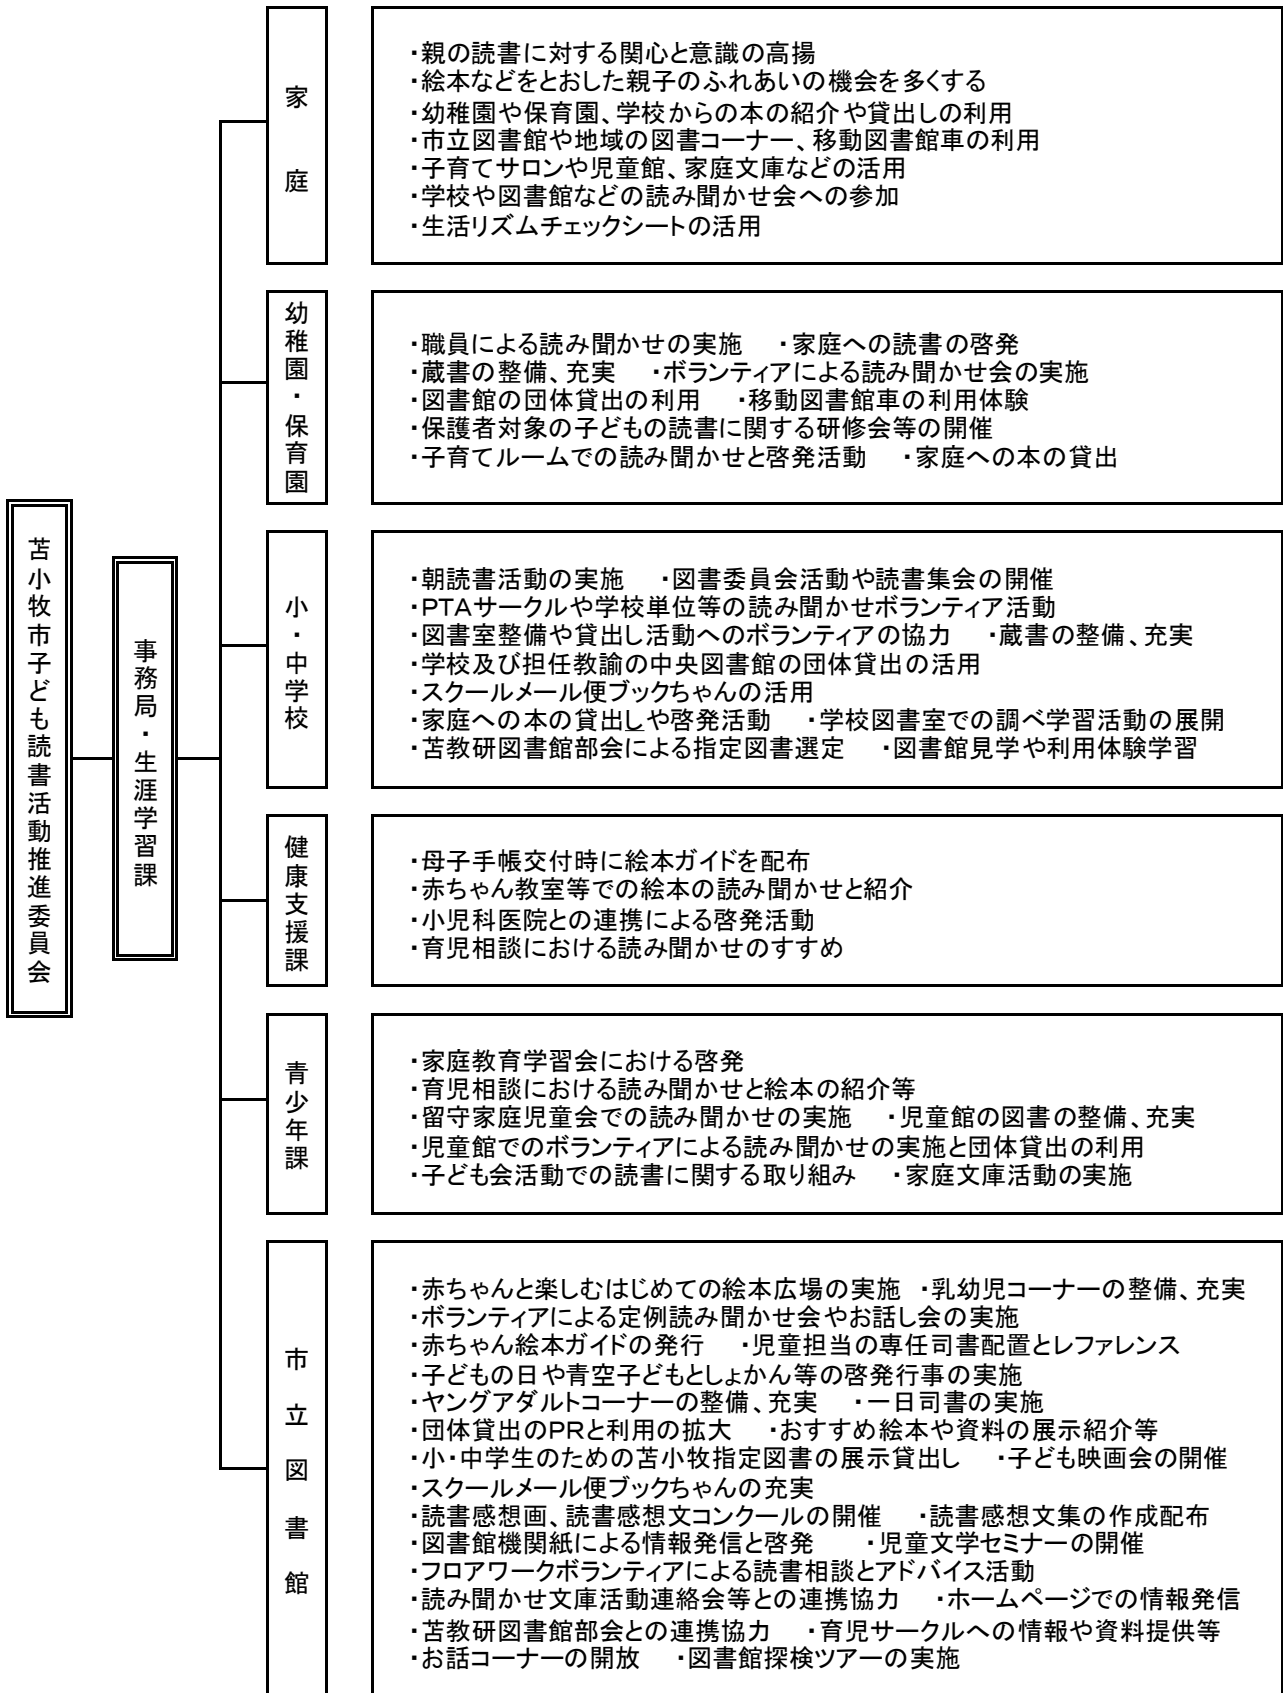 苫小牧市子ども読書活動推進委員会
事務局・生涯学習課
家庭
・親の読書に対する関心と意識の高揚
・絵本などをとおした親子のふれあいの機会を多くする
・幼稚園や保育園、学校からの本の紹介や貸出しの利用
・市立図書館や地域の図書コーナー、移動図書館車の利用
・子育てサロンや児童館、家庭文庫などの活用
・学校や図書館などの読み聞かせ会への参加
・生活リズムチェックシートの活用
幼稚園・保育園
・職員による読み聞かせの実施　・家庭への読書の啓発
・蔵書の整備、充実　・ボランティアによる読み聞かせ会の実施
・図書館の団体貸出の利用　・移動図書館車の利用体験
・保護者対象の子どもの読書に関する研修会等の開催
・子育てルームでの読み聞かせと啓発活動　・家庭への本の貸出
小・中学校
・朝読書活動の実施　・図書委員会活動や読書集会の開催
・PTAサークルや学校単位等の読み聞かせボランティア活動
・図書室整備や貸出し活動へのボランティアの協力　・蔵書の整備、充実
・学校及び担任教諭の中央図書館の団体貸出の活用
・スクールメール便ブックちゃんの活用
・家庭への本の貸出しや啓発活動　・学校図書室での調べ学習活動の展開
・苫教研図書館部会による指定図書選定　・図書館見学や利用体験学習
健康支援課
・母子手帳交付時に絵本ガイドを配布
・赤ちゃん教室等での絵本の読み聞かせと紹介
・小児科医院との連携による啓発活動
・育児相談における読み聞かせのすすめ
青少年課
・家庭教育学習会における啓発
・育児相談における読み聞かせと絵本の紹介等
・留守家庭児童会での読み聞かせの実施　・児童館の図書の整備、充実
・児童館でのボランティアによる読み聞かせの実施と団体貸出の利用
・子ども会活動での読書に関する取り組み　・家庭文庫活動の実施
市立図書館
・赤ちゃんと楽しむはじめての絵本広場の実施　・乳幼児コーナーの整備、充実
・ボランティアによる定例読み聞かせ会やお話し会の実施
・赤ちゃん絵本ガイドの発行　・児童担当の専任司書配置とレファレンス
・子どもの日や青空子どもとしょかん等の啓発行事の実施
・ヤングアダルトコーナーの整備、充実　・一日司書の実施
・団体貸出のPRと利用の拡大　・おすすめ絵本や資料の展示紹介等
・小・中学生のための苫小牧指定図書の展示貸出し　・子ども映画会の開催
・スクールメール便ブックちゃんの充実
・読書感想画、読書感想文コンクールの開催　・読書感想文集の作成配布
・図書館機関紙による情報発信と啓発　・児童文学セミナーの開催
・フロアワークボランティアによる読書相談とアドバイス活動
・読み聞かせ文庫活動連絡会等との連携協力　・ホームページでの情報発信
・苫教研図書館部会との連携協力　・育児サークルへの情報や資料提供等
・お話コーナーの開放　・図書館探検ツアーの実施